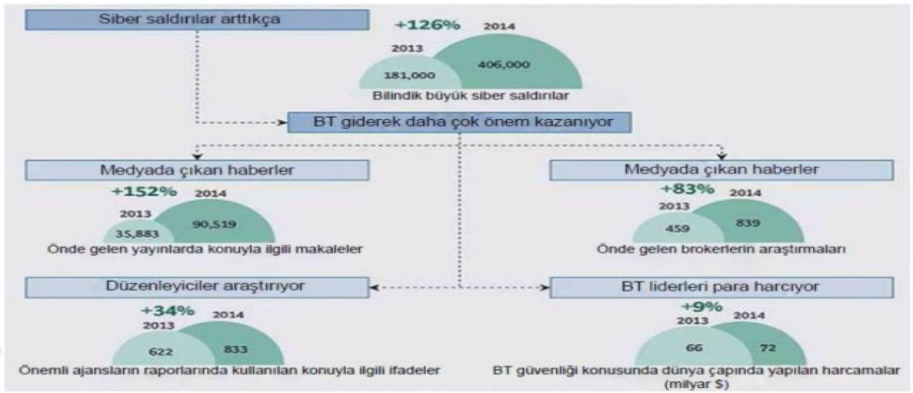 Siber saldırılar arttıkça
+126%
2014
2013
406,000
181,000
Bilindik büyük siber saldırılar
BT giderek daha çok önem kazanıyor
Medyada çıkan haberler
+152%
2014
2013
90,519
35,883
Önde gelen yayınlarda konuyla ilgili makaleler
Medyada çıkan haberler
+83%
2014
2013
839
459
Önde gelen brokerlerin araştırmaları
Düzenleyiciler araştırıyor
+34%
2014
2013
622
833
Önemli ajansların raporlarında kullanılan konuyla ilgili ifadeler
BT liderleri para harcıyor
+9%
2014
2013
66
72
BT güvenliği konusunda dünya çapında yapılan harcamalar
(milyar $)